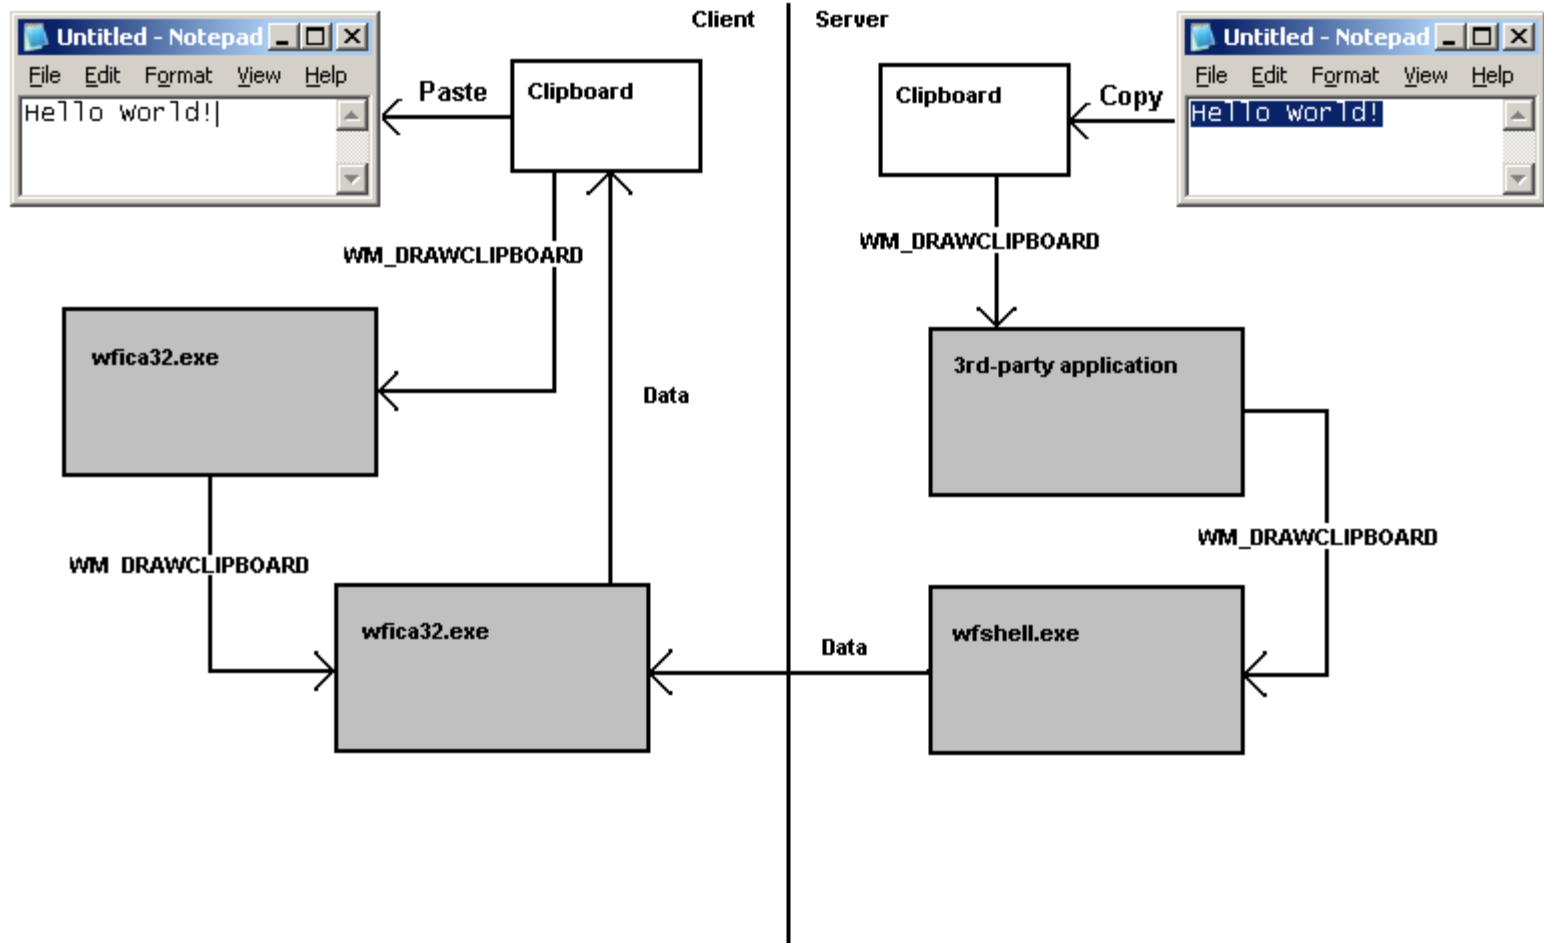 Client
Server
Untitled - Notepad
File Edit Format View Help
Hello World!
Paste
Clipboard
Clipboard
Copy
Untitled - Notepad
File Edit Format View Help
Hello World!
WM_DRAWCLIPBOARD
WM_DRAWCLIPBOARD
wfica32.exe
3rd-party application
Data
WM_DRAWCLIPBOARD
WM DRAWCLIPBOARD
wfica32.exe
Data
wfshell.exe